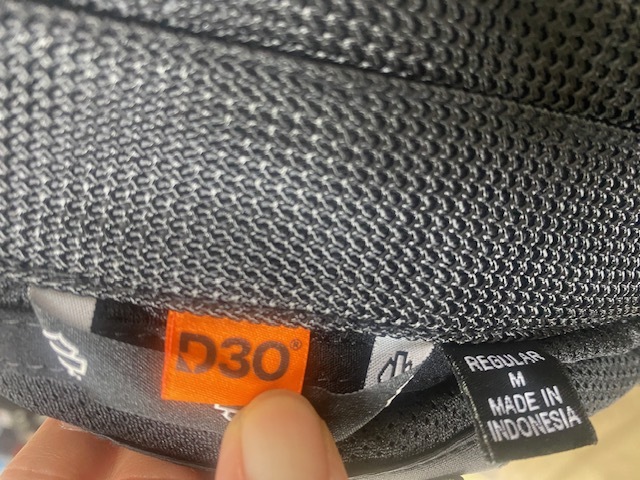 D3O®
REGULAR
M
MADE IN
INDONESIA